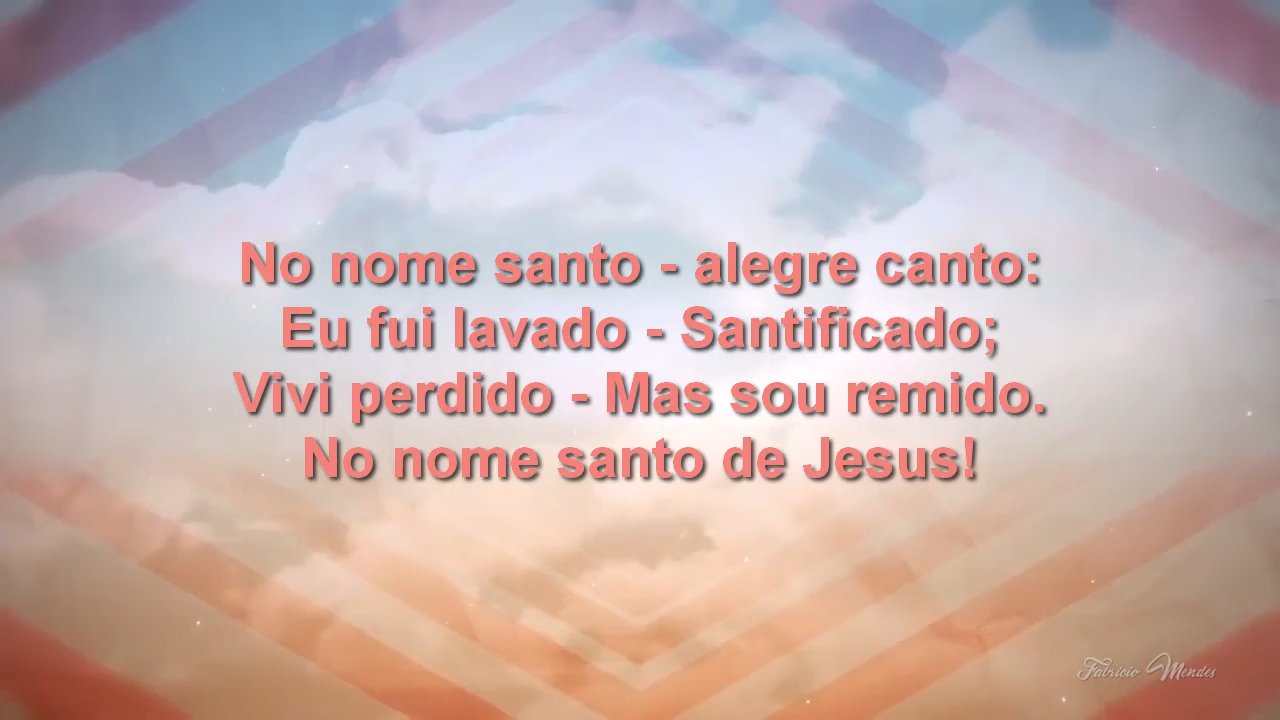 No nome santo - alegre canto:
Eu fui lavado - Santificado;
Vivi perdido - Mas sou remido.
No nome santo de Jesus!
Fabricio Mendes